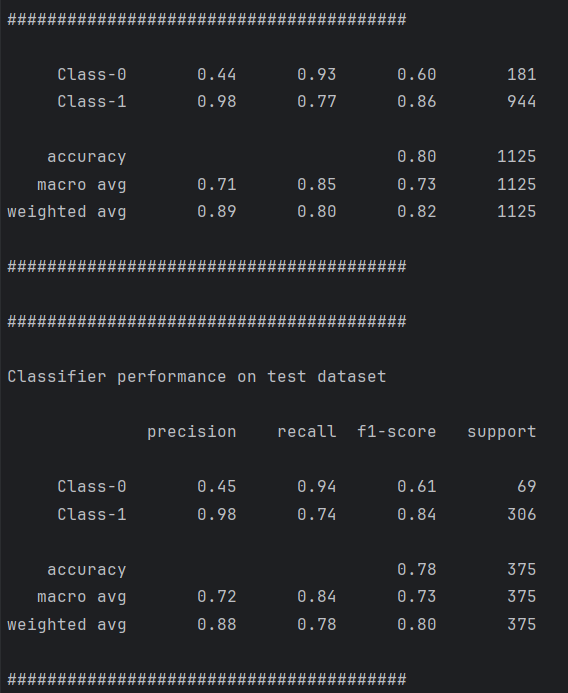 ########################################
Class-0 0.44 0.93 0.60 181
Class-1 0.98 0.77 0.86 944
accuracy 0.80 1125
macro avg 0.71 0.85 0.73 1125
weighted avg 0.89 0.80 0.82 1125
########################################
########################################
Classifier performance on test dataset
precision recall f1-score support
Class-0 0.45 0.94 0.61 69
Class-1 0.98 0.74 0.84 306
accuracy 0.78 375
macro avg 0.72 0.84 0.73 375
weighted avg 0.88 0.78 0.80 375
########################################